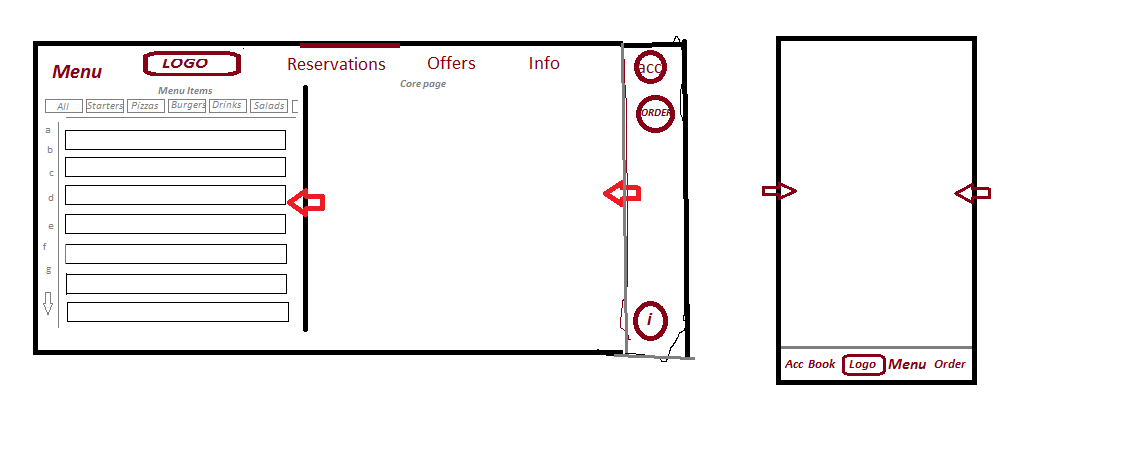 Menu
LOGO
Reservations
Offers
Info
acc
ORDER
Core page
Menu Items
All Starters Pizzas Burgers Drinks Salads
a
b
c
d
e
f
g
i
Acc Book Logo Menu Order